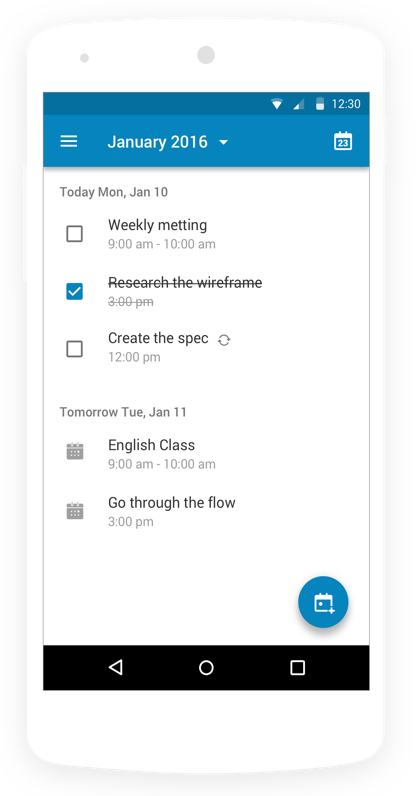 12:30
January 2016
23
Today Mon, Jan 10
Weekly metting
9:00 am - 10:00 am
Research the wireframe
3:00 pm
Create the spec
12:00 pm
Tomorrow Tue, Jan 11
English Class
9:00 am - 10:00 am
Go through the flow
3:00 pm